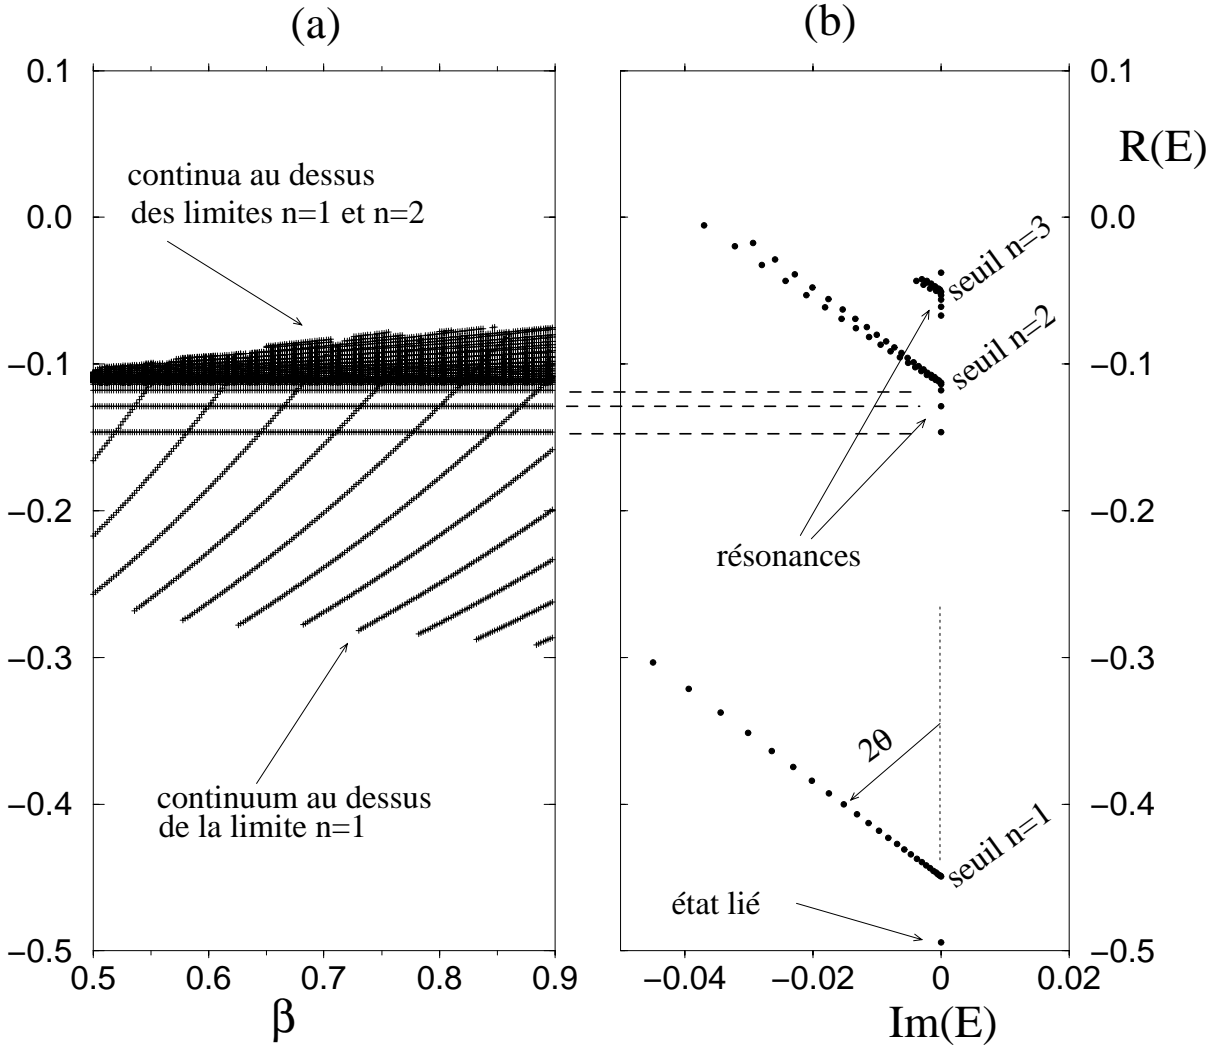 (a)
(b)
0.1
0.0
−0.1
−0.2
−0.3
−0.4
−0.5
0.5
0.6
0.7
0.8
0.9
β
continua au dessus
des limites n=1 et n=2
continuum au dessus
de la limite n=1
0.1
R(E)
0.0
−0.1
−0.2
−0.3
−0.4
−0.5
seuil n=3
seuil n=2
résonances
2θ
seuil n=1
état lié
−0.04
−0.02
0
0.02
Im(E)